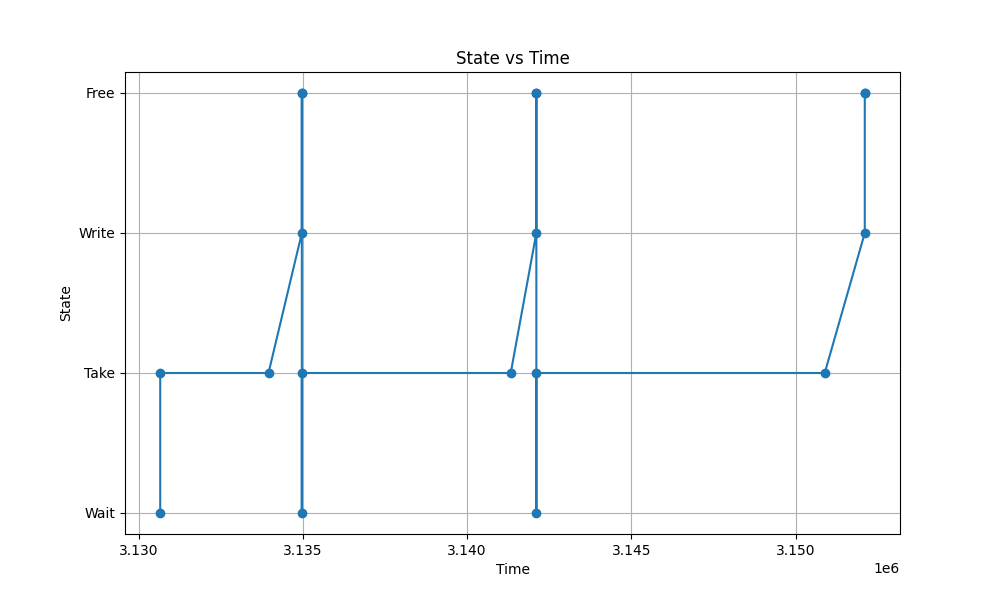 State vs Time
Free
Write
State
Take
Wait
3.130 3.135 3.140 3.145 3.150
Time
1e6